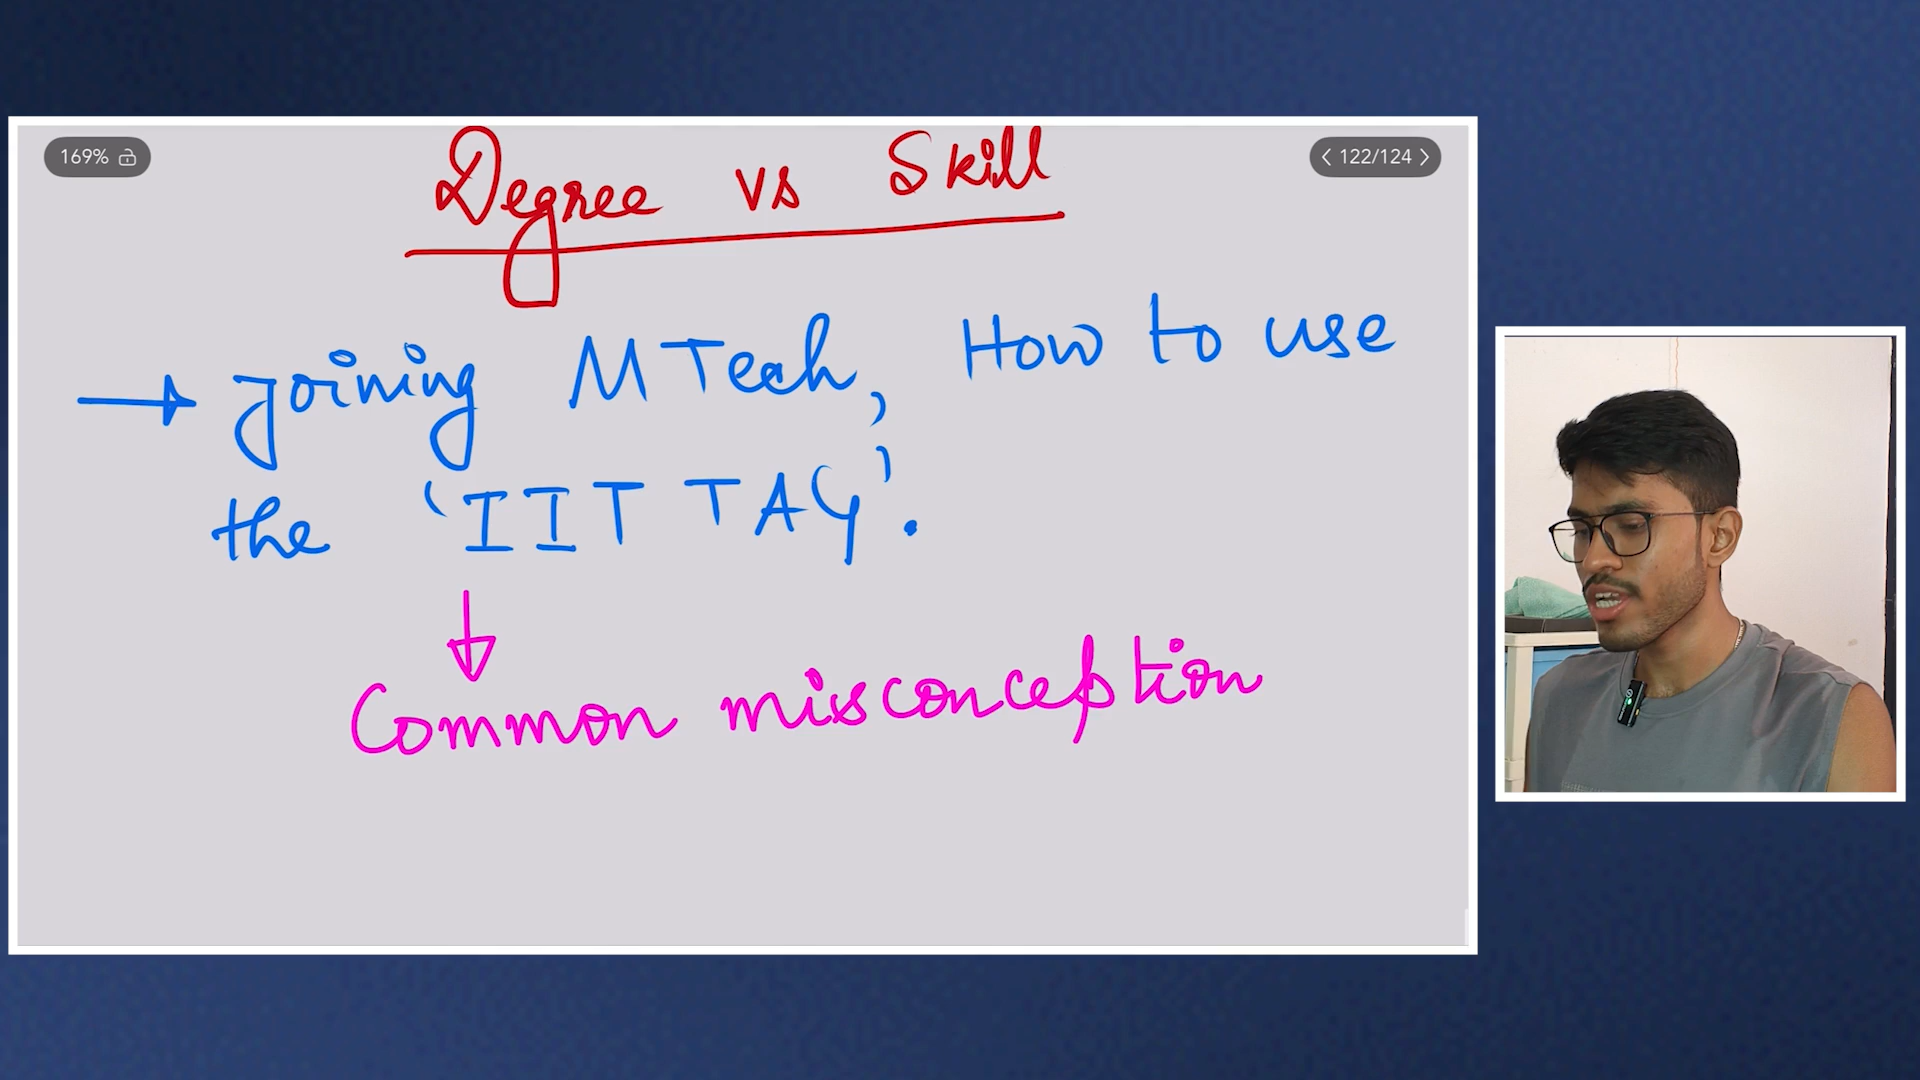 169%
122/124
Degree vs Skill
→ Joining MTech, How to use
the 'IIT TAG'.
↓
Common misconception